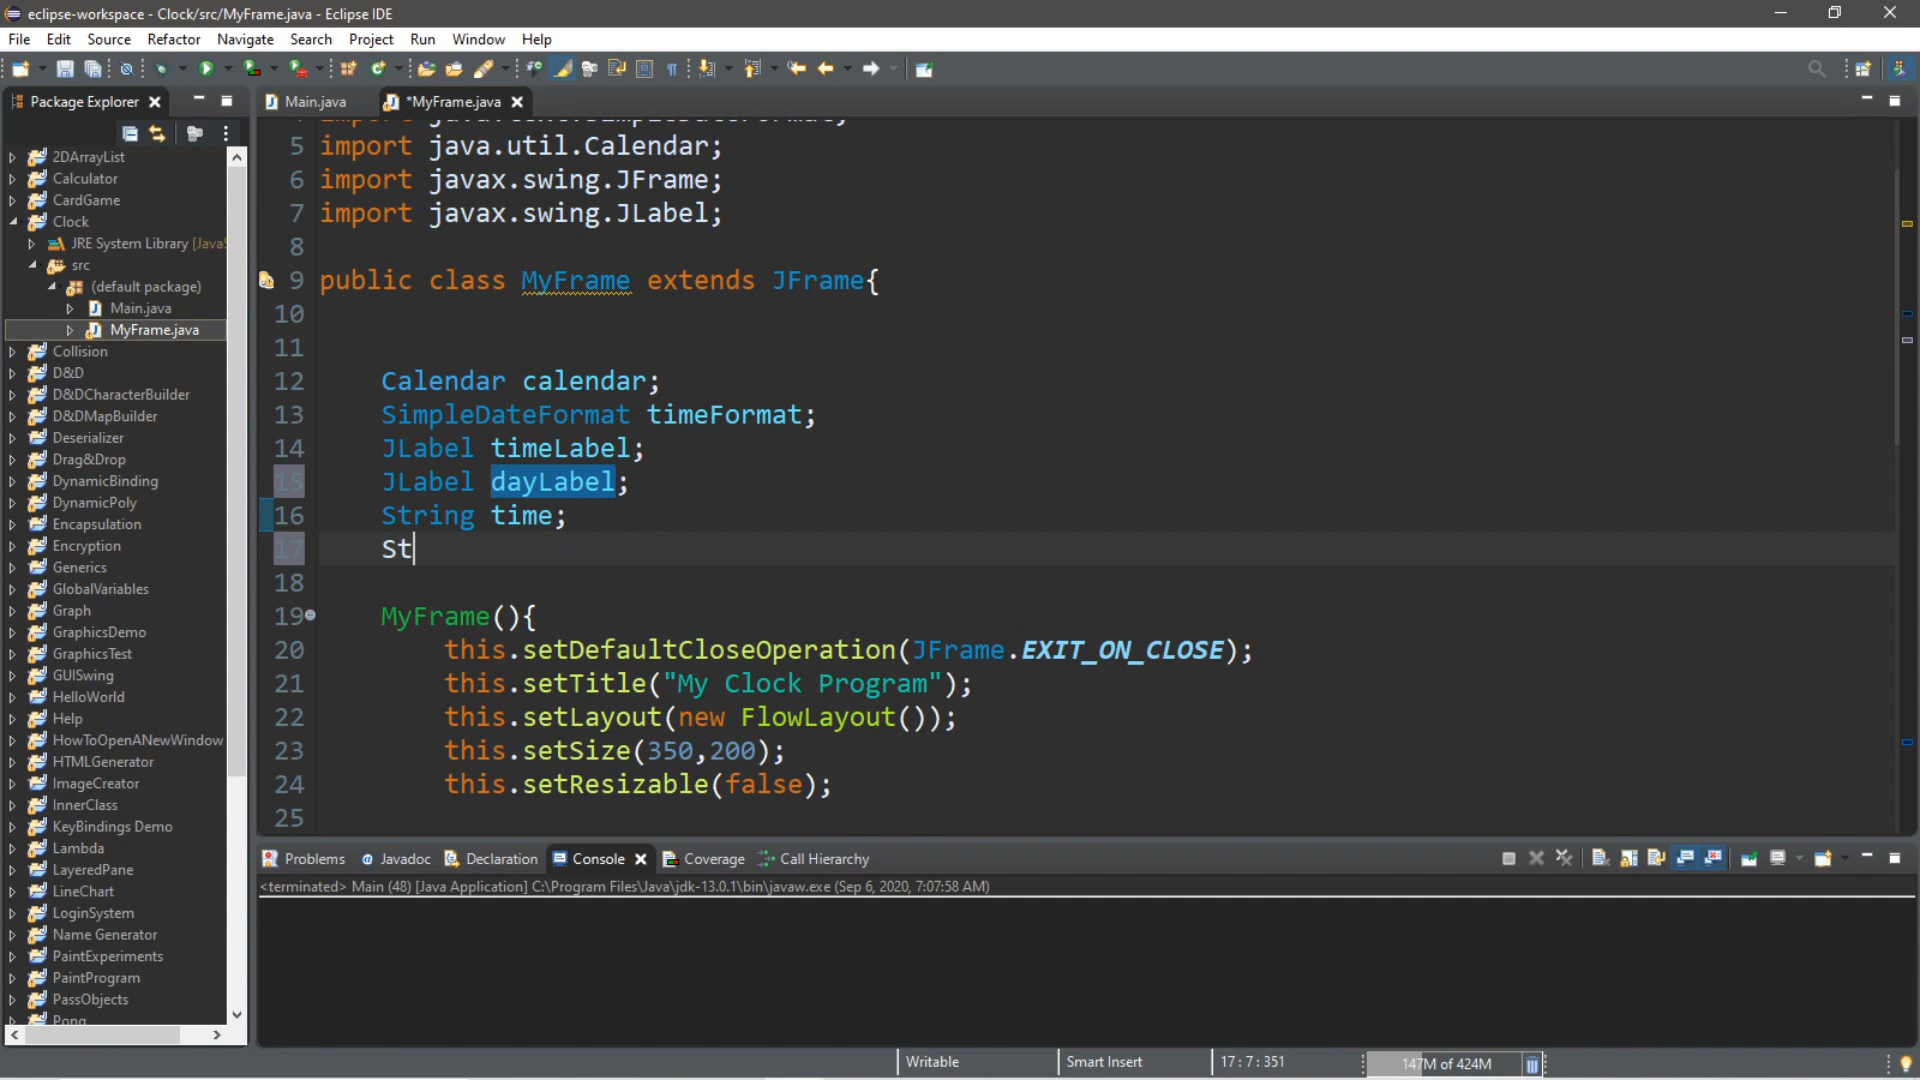 eclipse-workspace - Clock/src/MyFrame.java - Eclipse IDE
File Edit Source Refactor Navigate Search Project Run Window Help
Package Explorer
Main.java
*MyFrame.java
2DArrayList
Calculator
CardGame
Clock
JRE System Library [JavaS
src
(default package)
Main.java
MyFrame.java
Collision
D&D
D&DCharacterBuilder
D&DMapBuilder
Deserializer
Drag&Drop
DynamicBinding
DynamicPoly
Encapsulation
Encryption
Generics
GlobalVariables
Graph
GraphicsDemo
GraphicsTest
GUISwing
HelloWorld
Help
HowToOpenANewWindow
HTMLGenerator
ImageCreator
InnerClass
KeyBindings Demo
Lambda
LayeredPane
LineChart
LoginSystem
Name Generator
PaintExperiments
PaintProgram
PassObjects
Pong
5 import java.util.Calendar;
6 import javax.swing.JFrame;
7 import javax.swing.JLabel;
8
9 public class MyFrame extends JFrame{
10
11
12 Calendar calendar;
13 SimpleDateFormat timeFormat;
14 JLabel timeLabel;
15 JLabel dayLabel;
16 String time;
17 St
18
19 MyFrame(){
20 this.setDefaultCloseOperation(JFrame.EXIT_ON_CLOSE);
21 this.setTitle("My Clock Program");
22 this.setLayout(new FlowLayout());
23 this.setSize(350,200);
24 this.setResizable(false);
25
Problems Javadoc Declaration Console Coverage Call Hierarchy
<terminated> Main (48) [Java Application] C:\Program Files\Java\jdk-13.0.1\bin\javaw.exe (Sep 6, 2020, 7:07:58 AM)
Writable Smart Insert 17 : 7 : 351 147M of 424M